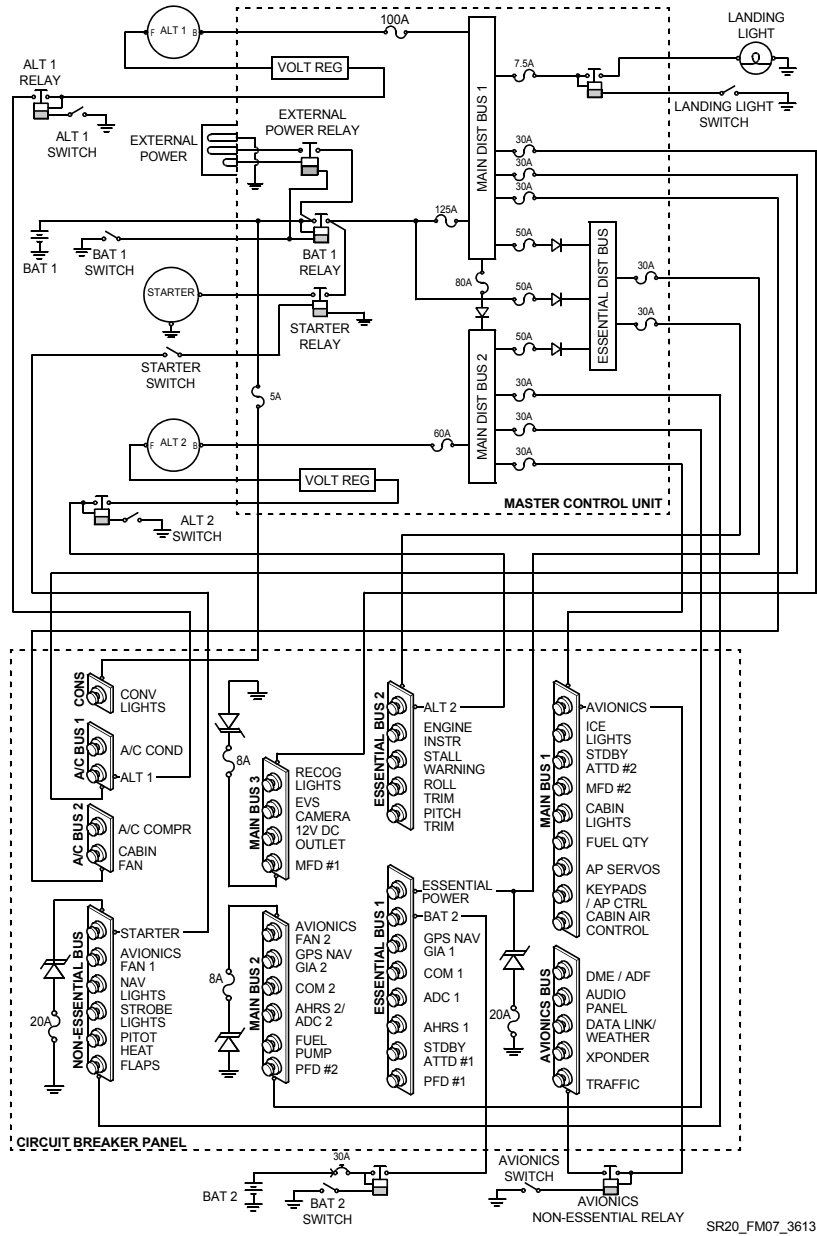 100A
LANDING
LIGHT
F
ALT 1
B
VOLT REG
ALT 1
RELAY
ALT 1
SWITCH
EXTERNAL
POWER
EXTERNAL
POWER RELAY
MAIN DIST BUS 1
7.5A
LANDING LIGHT
SWITCH
30A
30A
30A
125A
BAT 1
BAT 1
SWITCH
BAT 1
RELAY
50A
ESSENTIAL DIST BUS
30A
80A
STARTER
50A
30A
STARTER
RELAY
STARTER
SWITCH
50A
MAIN DIST BUS 2
5A
30A
30A
F
ALT 2
B
60A
30A
VOLT REG
MASTER CONTROL UNIT
ALT 2
SWITCH
CONS
CONV
LIGHTS
A/C BUS 1
A/C COND
ALT 1
A/C BUS 2
A/C COMPR
CABIN
FAN
NON-ESSENTIAL BUS
STARTER
AVIONICS
FAN 1
NAV
LIGHTS
STROBE
LIGHTS
PITOT
HEAT
FLAPS
20A
8A
MAIN BUS 3
RECOG
LIGHTS
EVS
CAMERA
12V DC
OUTLET
MFD #1
8A
MAIN BUS 2
AVIONICS
FAN 2
GPS NAV
GIA 2
COM 2
AHRS 2/
ADC 2
FUEL
PUMP
PFD #2
ESSENTIAL BUS 2
ALT 2
ENGINE
INSTR
STALL
WARNING
ROLL
TRIM
PITCH
TRIM
ESSENTIAL BUS 1
ESSENTIAL
POWER
BAT 2
GPS NAV
GIA 1
COM 1
ADC 1
AHRS 1
STDBY
ATTD #1
PFD #1
20A
MAIN BUS 1
AVIONICS
ICE
LIGHTS
STDBY
ATTD #2
MFD #2
CABIN
LIGHTS
FUEL QTY
AP SERVOS
KEYPADS
/ AP CTRL
CABIN AIR
CONTROL
AVIONICS BUS
DME / ADF
AUDIO
PANEL
DATA LINK/
WEATHER
XPONDER
TRAFFIC
CIRCUIT BREAKER PANEL
30A
BAT 2
BAT 2
SWITCH
AVIONICS
SWITCH
AVIONICS
NON-ESSENTIAL RELAY
SR20_FM07_3613